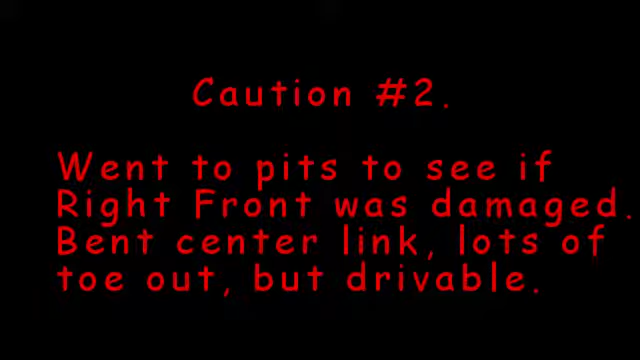 Caution #2.
Went to pits to see if
Right Front was damaged.
Bent center link, lots of
toe out, but drivable.